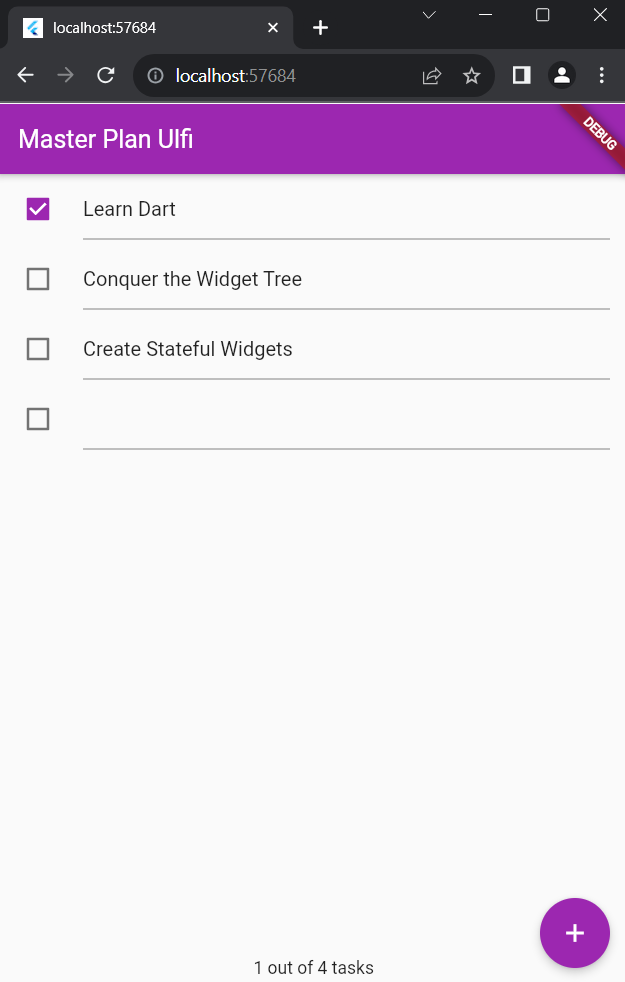 localhost:57684
localhost:57684
Master Plan Ulfi
DEBUG
Learn Dart
Conquer the Widget Tree
Create Stateful Widgets
1 out of 4 tasks